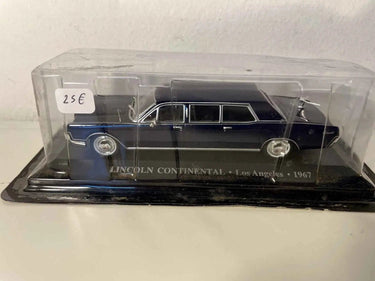 25€
LINCOLN CONTINENTAL • Los Angeles • 1967